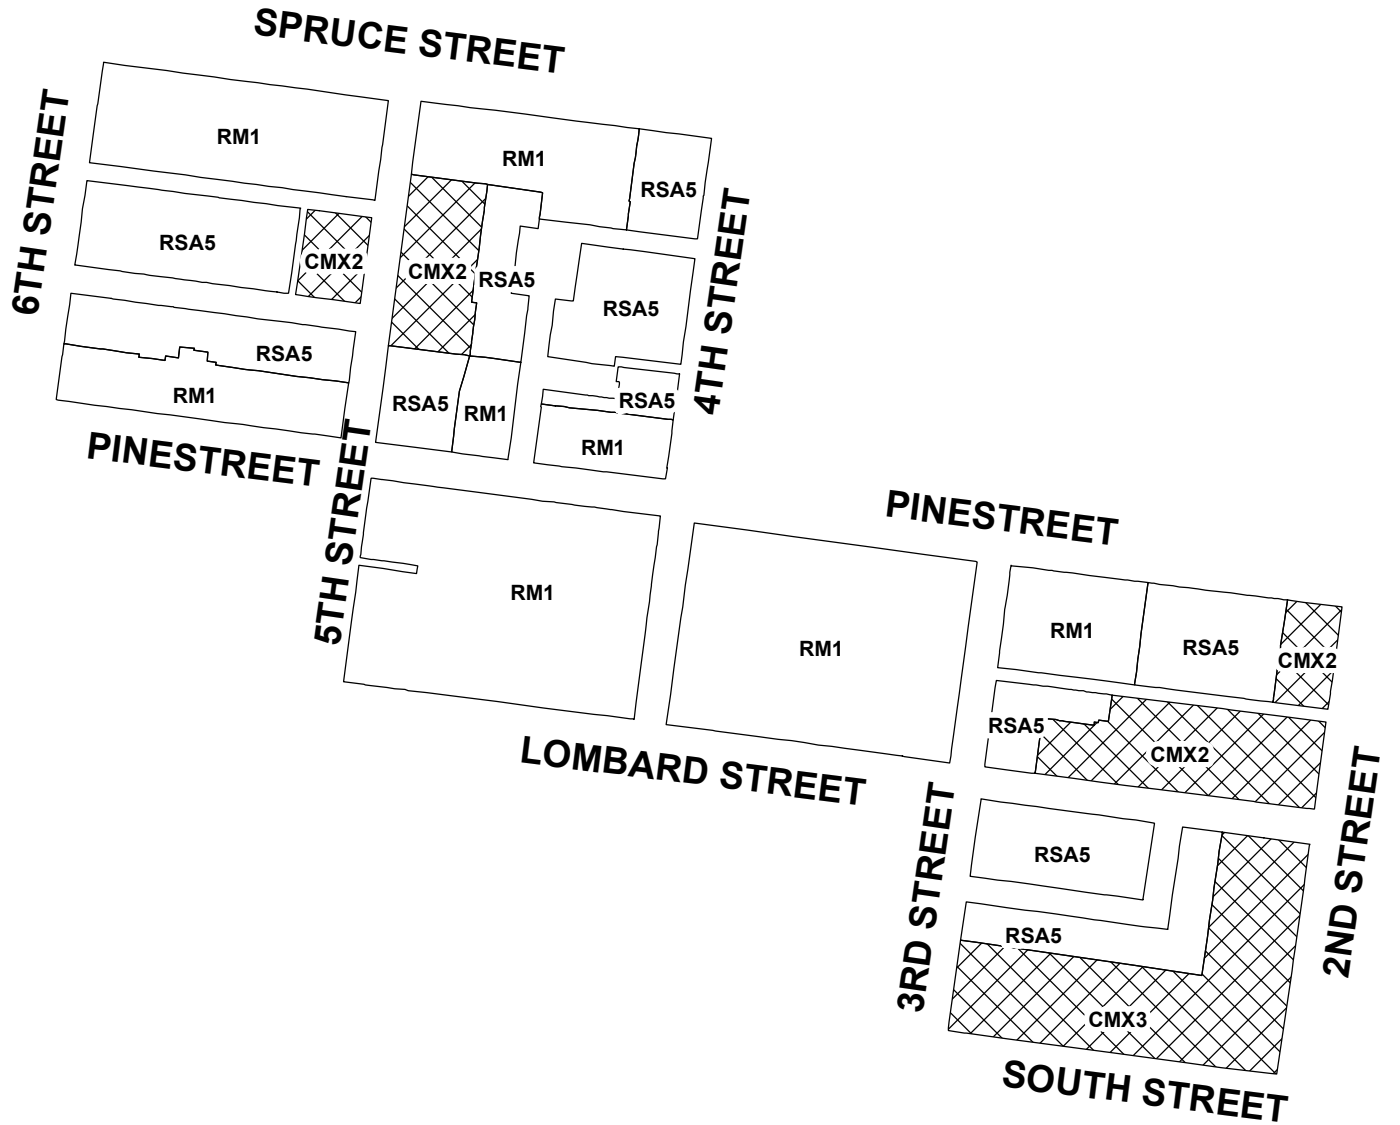 SPRUCE STREET
6TH STREET
RM1
RM1
RSA5
4TH STREET
RSA5
CMX2
CMX2
RSA5
RSA5
RSA5
RM1
RSA5
RM1
RSA5
RM1
PINESTREET
5TH STREET
PINESTREET
RM1
RM1
RM1
RSA5
CMX2
RSA5
CMX2
LOMBARD STREET
3RD STREET
2ND STREET
RSA5
RSA5
CMX3
SOUTH STREET